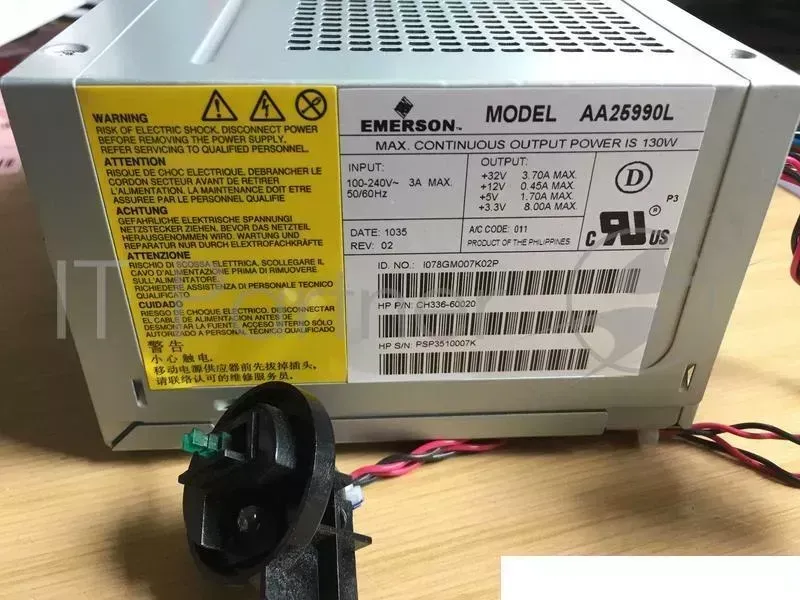 WARNING
RISK OF ELECTRIC SHOCK, DISCONNECT POWER
BEFORE REMOVING THE POWER SUPPLY.
REFER SERVICING TO QUALIFIED PERSONNEL.
ATTENTION
RISQUE DE CHOC ELECTRIQUE, DEBRANCHER LE
CORDON SECTEUR AVANT DE RETIRER
L'ALIMENTATION. LA MAINTENANCE DOIT ETRE
ASSUREE PAR LE PERSONNEL QUALIFIE
ACHTUNG
GEFAHRLICHE ELEKTRISCHE SPANNUNGI
NETZSTECKER ZIEHEN, BEVOR DAS NETZTEIL
HERAUSGENOMMEN WIRD. WARTUNG UND
REPARATUR NUR DURCH ELEXTROFACHKRÄFTE
ATTENZIONE
RISCHIO DI SCOSSA ELETTRICA. SCOLLEGARE IL
CAVO D'ALIMENTAZIONE PRIMA DI RIMUOVERE
SULL'ALIMENTATORE.
RICHIEDERE ASSISTENZA DI PERSONALE TECNICO
QUALIFICATO
CUIDADO
RIESGO DE CHOQUE ELECTRICO. DESCONECTAR
EL CABLE DE ALIMENTACION ANTES DE
DESMONTAR LA FUENTE, ACCESO INTERNO SÓLO
AUTORIZADO A PERSONAL TÉCNICO QUALIFICADO
警告
小心触电.
移动电源供应器前先拔掉插头,
请联络认可的维修服务员.
EMERSON™ MODEL AA25990L
MAX. CONTINUOUS OUTPUT POWER IS 130W
INPUT:
100-240V~ 3A MAX.
50/60Hz
OUTPUT:
+32V 3.70A MAX.
+12V 0.45A MAX.
+5V 1.70A MAX.
+3.3V 8.00A MAX.
D
P3
C US
DATE: 1035
REV: 02
A/C CODE: 011
PRODUCT OF THE PHILIPPINES
ID. NO.: I078GM007K02P
HP P/N: CH336-60020
HP S/N: PSP3510007K
IT Partner